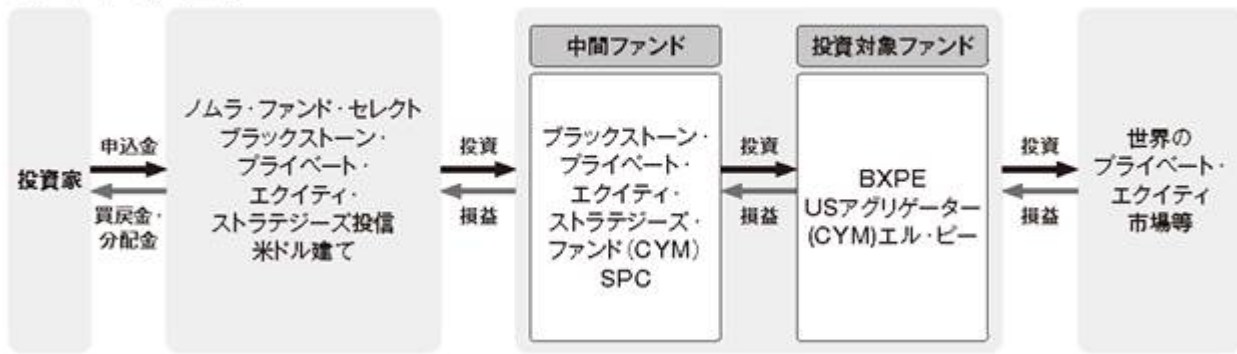 投資家
申込金
買戻金・
分配金
ノムラ・ファンド・セレクト
ブラックストーン・
プライベート・
エクイティ・
ストラテジーズ投信
米ドル建て
投資
損益
中間ファンド
ブラックストーン・
プライベート・
エクイティ・
ストラテジーズ・
ファンド(CYM)
SPC
投資
損益
投資対象ファンド
BXPE
USアグリゲーター
(CYM)エル・ピー
投資
損益
世界の
プライベート・
エクイティ
市場等